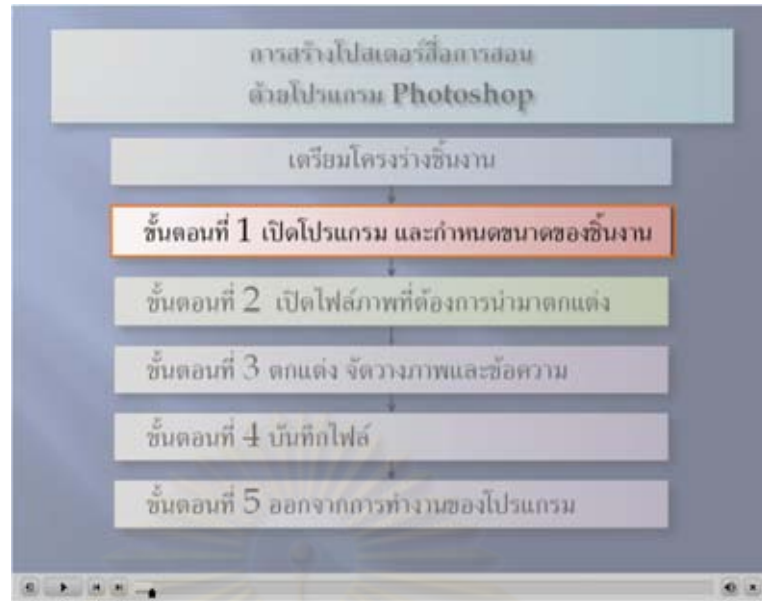 การสร้างโปสเตอร์สื่อการสอน
ด้วยโปรแกรม Photoshop
เตรียมโครงร่างชิ้นงาน
ขั้นตอนที่ 1 เปิดโปรแกรม และกำหนดขนาดของชิ้นงาน
ขั้นตอนที่ 2 เปิดไฟล์ภาพที่ต้องการนำมาตกแต่ง
ขั้นตอนที่ 3 ตกแต่ง จัดวางภาพและข้อความ
ขั้นตอนที่ 4 บันทึกไฟล์
ขั้นตอนที่ 5 ออกจากการทำงานของโปรแกรม